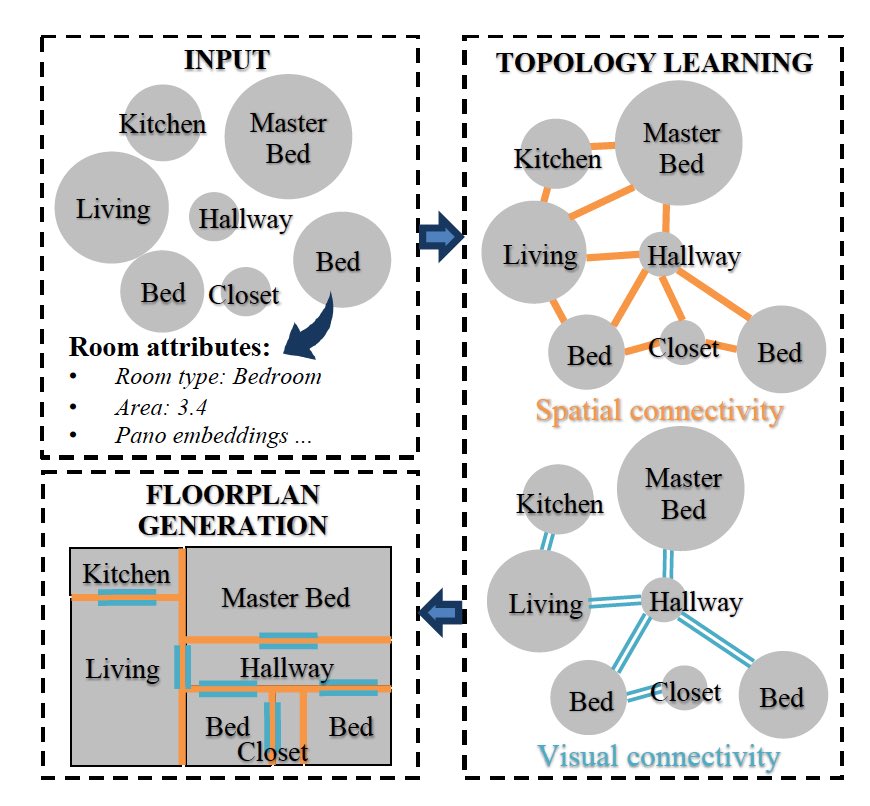 INPUT
Kitchen
Master
Bed
Living
Hallway
Bed
Bed
Closet
Room attributes:
• Room type: Bedroom
• Area: 3.4
• Pano embeddings ...
TOPOLOGY LEARNING
Kitchen
Master
Bed
Living
Hallway
Bed
Closet
Bed
Spatial connectivity
Kitchen
Master
Bed
Living
Hallway
Bed
Closet
Bed
Visual connectivity
FLOORPLAN
GENERATION
Kitchen
Master Bed
Living
Hallway
Bed
Bed
Closet